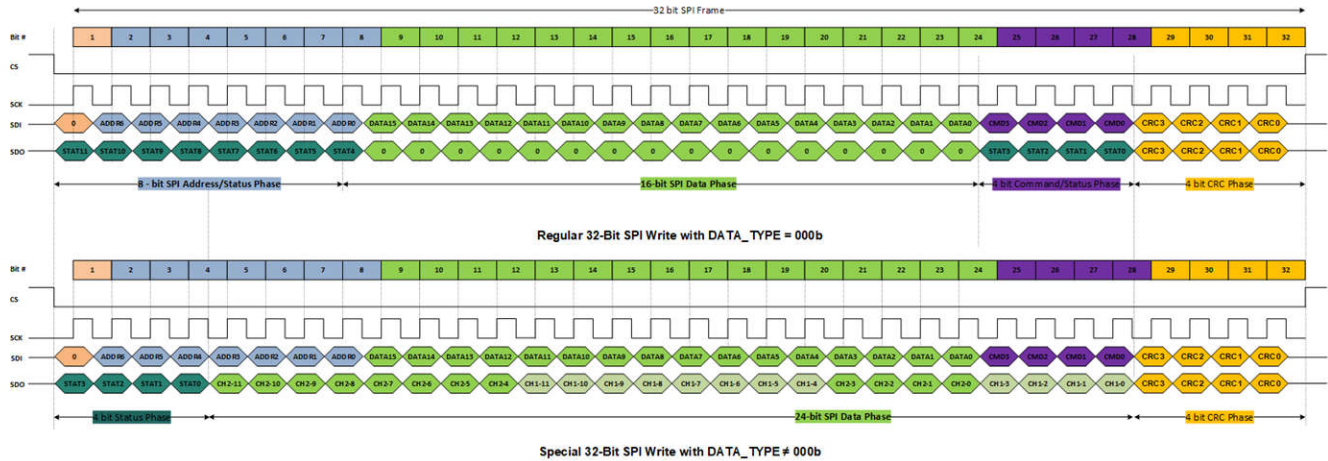 32 bit SPI Frame
Bit # 1 2 3 4 5 6 7 8 9 10 11 12 13 14 15 16 17 18 19 20 21 22 23 24 25 26 27 28 29 30 31 32
CS
SCK
SDI 0 ADDR6 ADDR5 ADDR4 ADDR3 ADDR2 ADDR1 ADDR0 DATA15 DATA14 DATA13 DATA12 DATA11 DATA10 DATA9 DATA8 DATA7 DATA6 DATA5 DATA4 DATA3 DATA2 DATA1 DATA0 CMD3 CMD2 CMD1 CMD0 CRC3 CRC2 CRC1 CRC0
SDO STAT11 STAT10 STAT9 STAT8 STAT7 STAT6 STAT5 STAT4 0 0 0 0 0 0 0 0 0 0 0 0 0 0 0 0 STAT3 STAT2 STAT1 STAT0 CRC3 CRC2 CRC1 CRC0
8 - bit SPI Address/Status Phase 16-bit SPI Data Phase 4 bit Command/Status Phase 4 bit CRC Phase
Regular 32-Bit SPI Write with DATA_TYPE = 000b
Bit # 1 2 3 4 5 6 7 8 9 10 11 12 13 14 15 16 17 18 19 20 21 22 23 24 25 26 27 28 29 30 31 32
CS
SCK
SDI 0 ADDR6 ADDR5 ADDR4 ADDR3 ADDR2 ADDR1 ADDR0 DATA15 DATA14 DATA13 DATA12 DATA11 DATA10 DATA9 DATA8 DATA7 DATA6 DATA5 DATA4 DATA3 DATA2 DATA1 DATA0 CMD3 CMD2 CMD1 CMD0 CRC3 CRC2 CRC1 CRC0
SDO STAT3 STAT2 STAT1 STAT0 CH2-11 CH2-10 CH2-9 CH2-8 CH2-7 CH2-6 CH2-5 CH2-4 CH1-11 CH1-10 CH1-9 CH1-8 CH1-7 CH1-6 CH1-5 CH1-4 CH2-3 CH2-2 CH2-1 CH2-0 CH1-3 CH1-2 CH1-1 CH1-0 CRC3 CRC2 CRC1 CRC0
4 bit Status Phase 24-bit SPI Data Phase 4 bit CRC Phase
Special 32-Bit SPI Write with DATA_TYPE ≠ 000b